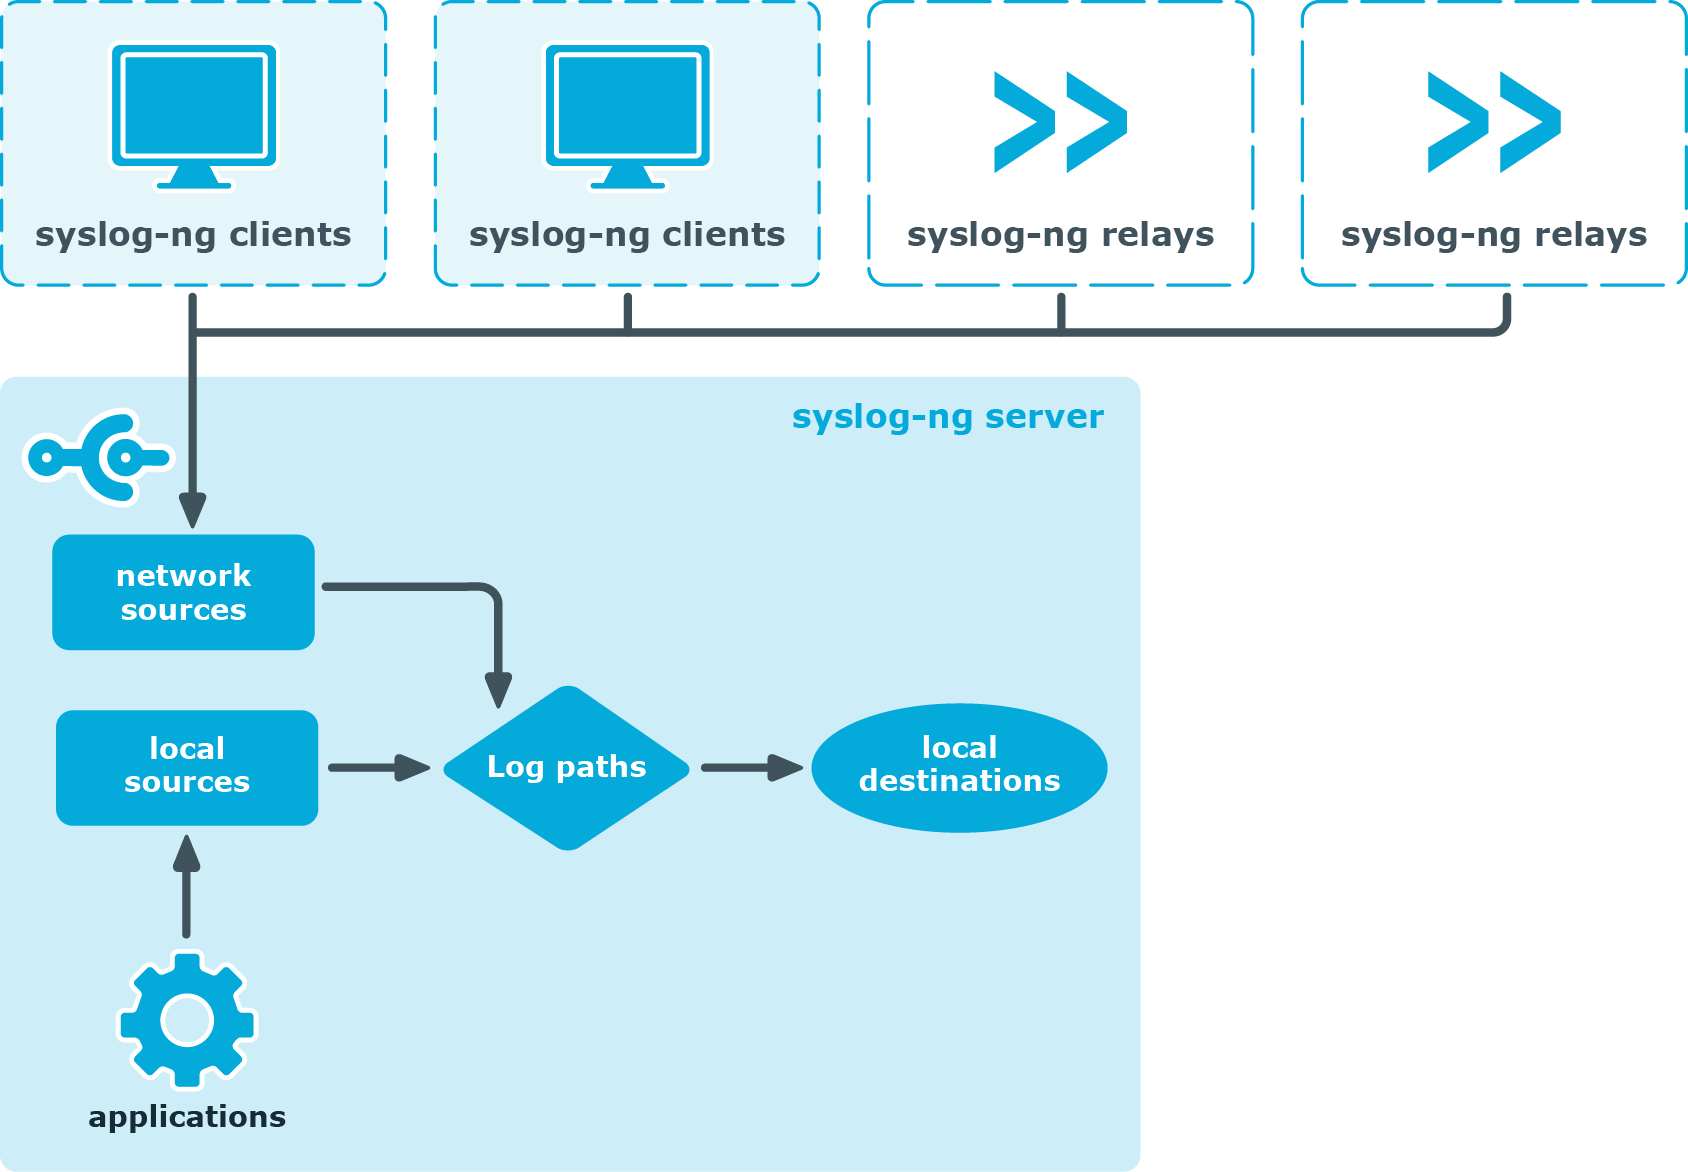 syslog-ng clients
syslog-ng clients
syslog-ng relays
syslog-ng relays
syslog-ng server
network
sources
local
sources
Log paths
local
destinations
applications